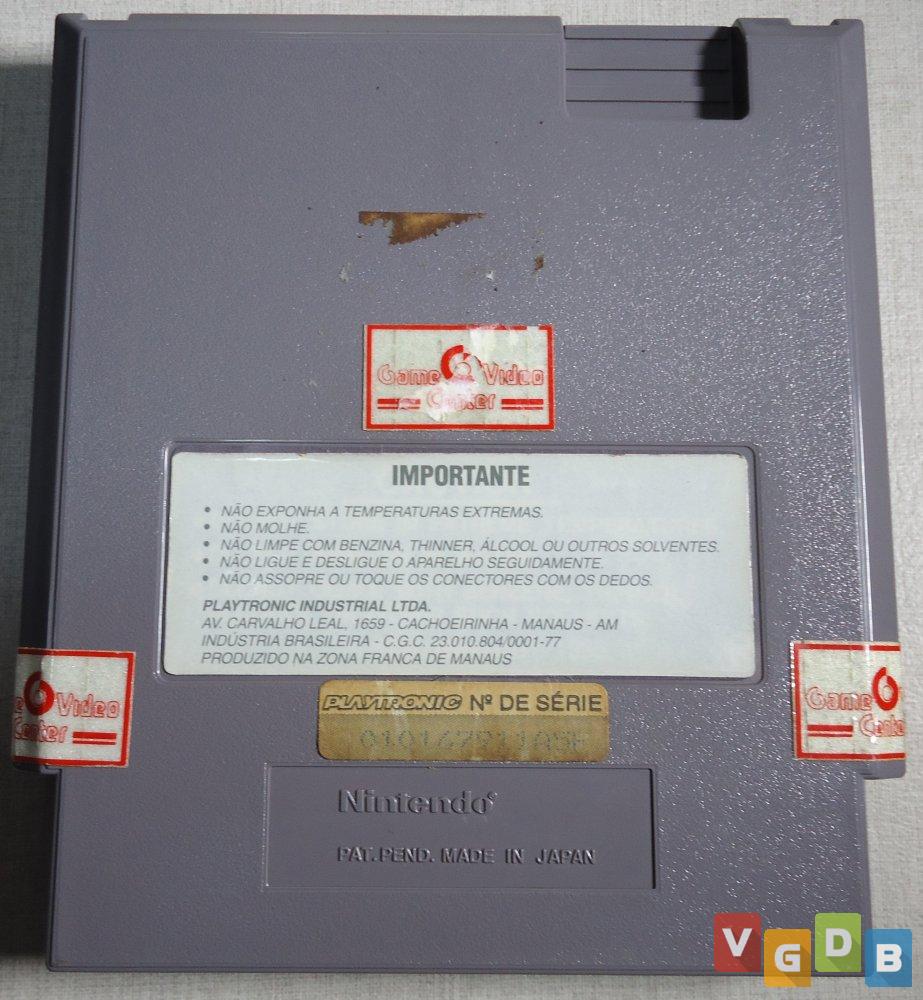 Game Video
Center
IMPORTANTE
• NÃO EXPONHA A TEMPERATURAS EXTREMAS.
• NÃO MOLHE.
• NÃO LIMPE COM BENZINA, THINNER, ÁLCOOL OU OUTROS SOLVENTES.
• NÃO LIGUE E DESLIGUE O APARELHO SEGUIDAMENTE.
• NÃO ASSOPRE OU TOQUE OS CONECTORES COM OS DEDOS.
PLAYTRONIC INDUSTRIAL LTDA.
AV. CARVALHO LEAL, 1659 - CACHOEIRINHA - MANAUS - AM
INDÚSTRIA BRASILEIRA - C.G.C. 23.010.804/0001-77
PRODUZIDO NA ZONA FRANCA DE MANAUS
Video
Center
Game
PLAYTRONIC Nº DE SÉRIE
Nintendo
PAT.PEND. MADE IN JAPAN
VGDB